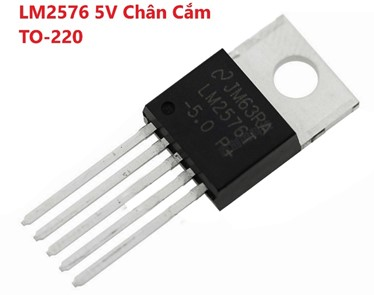 LM2576 5V Chân Cắm
TO-220
JM63RA
LM2576T
-5.0 P+